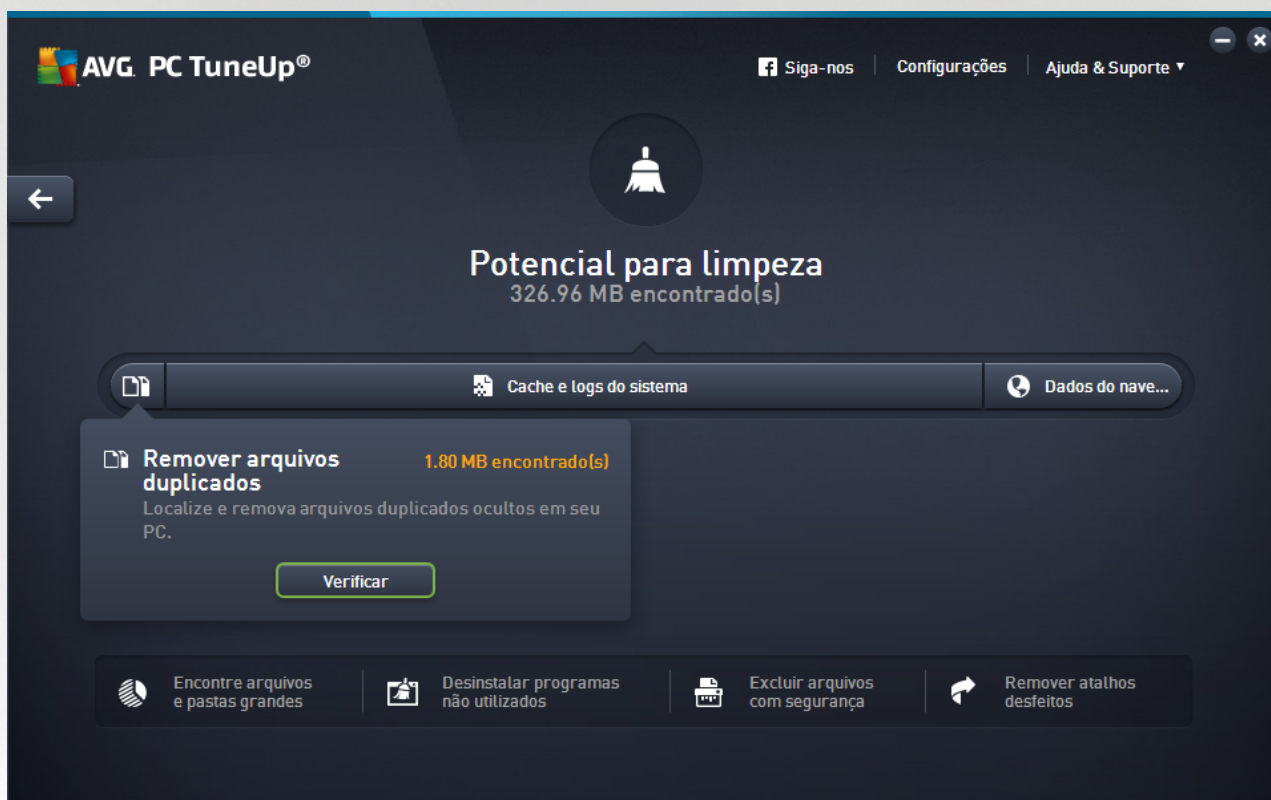 AVG. PC TuneUp®
Siga-nos
Configurações
Ajuda & Suporte
Potencial para limpeza
326.96 MB encontrado(s)
Cache e logs do sistema
Dados do nave...
Remover arquivos
duplicados
1.80 MB encontrado(s)
Localize e remova arquivos duplicados ocultos em seu
PC.
Verificar
Encontre arquivos
e pastas grandes
Desinstalar programas
não utilizados
Excluir arquivos
com segurança
Remover atalhos
desfeitos